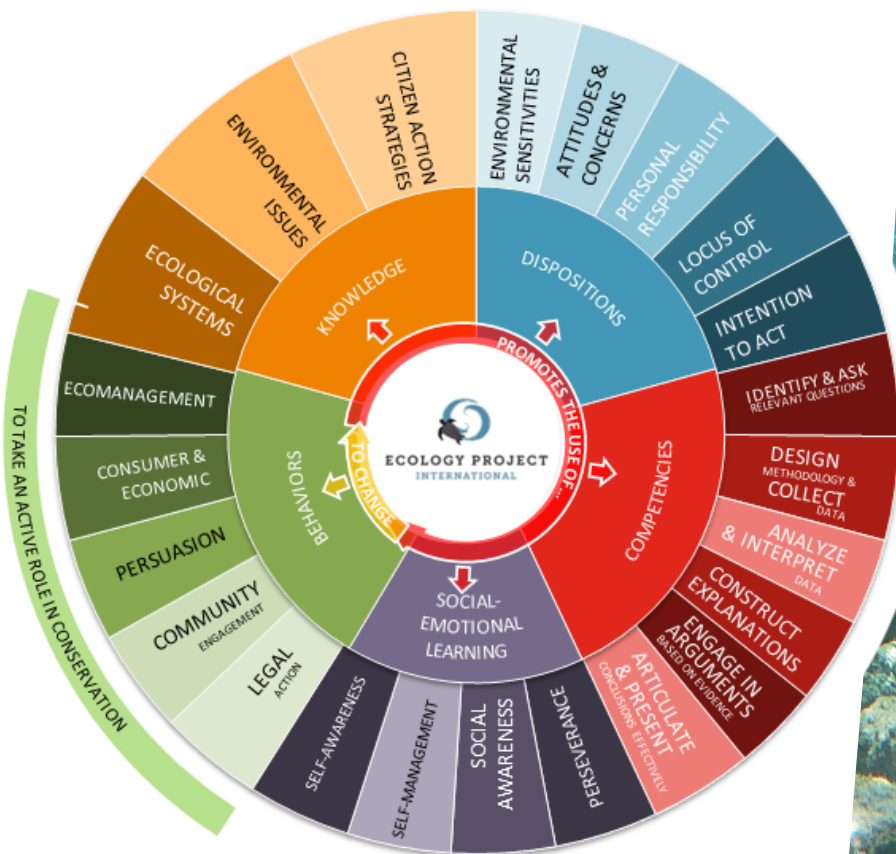 ECOLOGY PROJECT
INTERNATIONAL
PROMOTES THE USE OF...
TO CHANGE
KNOWLEDGE
ECOLOGICAL
SYSTEMS
ENVIRONMENTAL
ISSUES
CITIZEN ACTION
STRATEGIES
DISPOSITIONS
ENVIRONMENTAL
SENSITIVITIES
ATTITUDES &
CONCERNS
PERSONAL
RESPONSIBILITY
LOCUS OF
CONTROL
INTENTION
TO ACT
COMPETENCIES
IDENTIFY & ASK
RELEVANT QUESTIONS
DESIGN
METHODOLOGY &
COLLECT
DATA
ANALYZE
& INTERPRET
DATA
CONSTRUCT
EXPLANATIONS
ENGAGE IN
ARGUMENTS
BASED ON EVIDENCE
ARTICULATE
& PRESENT
CONCLUSIONS EFFECTIVELY
SOCIAL-
EMOTIONAL
LEARNING
PERSEVERANCE
SOCIAL
AWARENESS
SELF-MANAGEMENT
SELF-AWARENESS
BEHAVIORS
LEGAL
ACTION
COMMUNITY
ENGAGEMENT
PERSUASION
CONSUMER &
ECONOMIC
ECOMANAGEMENT
TO TAKE AN ACTIVE ROLE IN CONSERVATION